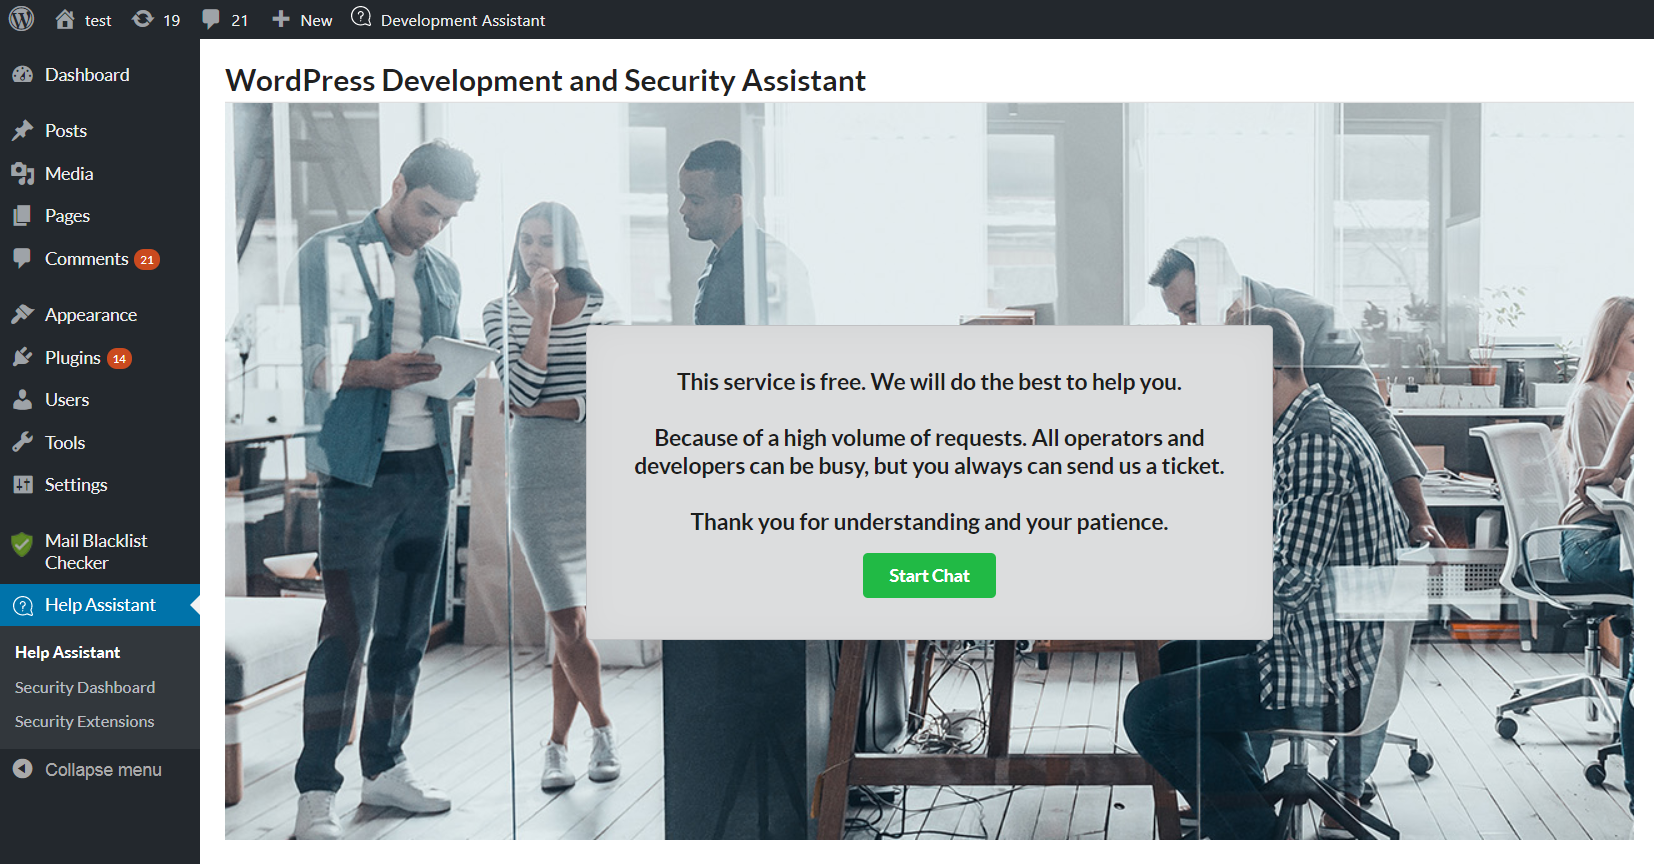 test
19
21
New
Development Assistant
Dashboard
Posts
Media
Pages
Comments 21
Appearance
Plugins 14
Users
Tools
Settings
Mail Blacklist
Checker
Help Assistant
Help Assistant
Security Dashboard
Security Extensions
Collapse menu
WordPress Development and Security Assistant
This service is free. We will do the best to help you.
Because of a high volume of requests. All operators and
developers can be busy, but you always can send us a ticket.
Thank you for understanding and your patience.
Start Chat